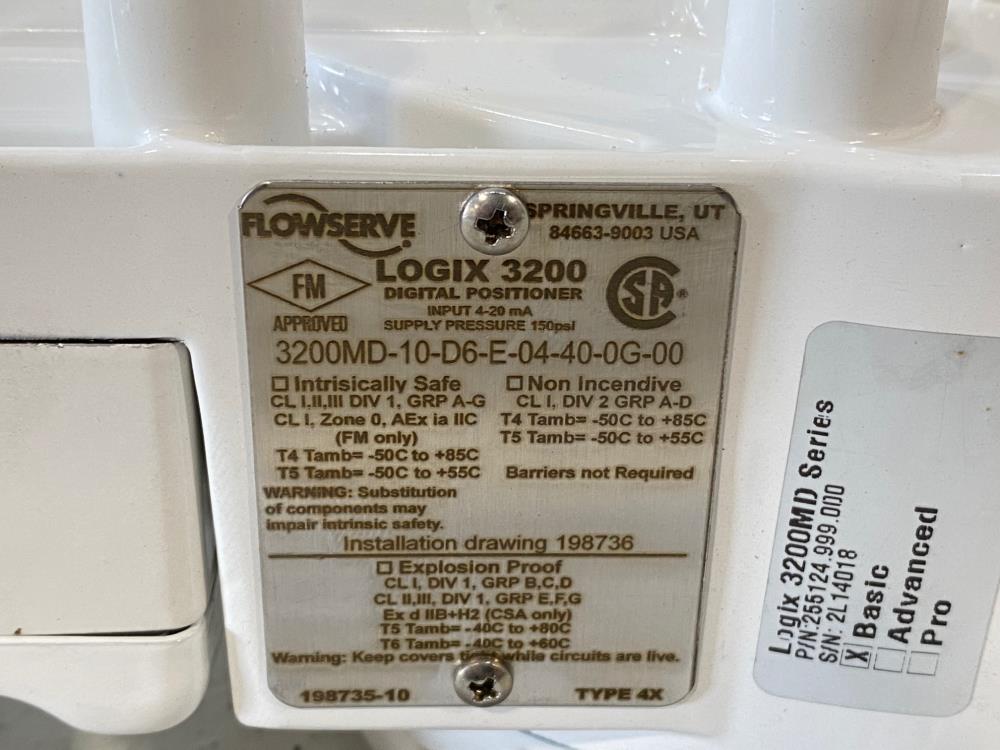 FLOWSERVE
SPRINGVILLE, UT
84663-9003 USA
FM
APPROVED
LOGIX 3200
DIGITAL POSITIONER
INPUT 4-20 mA
SUPPLY PRESSURE 150psi
CSA
3200MD-10-D6-E-04-40-0G-00
Intrisically Safe
CL I,II,III DIV 1, GRP A-G
CL I, Zone 0, AEx ia IIC
(FM only)
T4 Tamb= -50C to +85C
T5 Tamb= -50C to +55C
Non Incendive
CL I, DIV 2 GRP A-D
T4 Tamb= -50C to +85C
T5 Tamb= -50C to +55C
Barriers not Required
WARNING: Substitution
of components may
impair intrinsic safety.
Installation drawing 198736
Explosion Proof
CL I, DIV 1, GRP B,C,D
CL II,III, DIV 1, GRP E,F,G
Ex d IIB+H2 (CSA only)
T5 Tamb= -40C to +80C
T6 Tamb= -40C to +60C
Warning: Keep covers tight while circuits are live.
198735-10
TYPE 4X
Logix 3200MD Series
P/N:255124.999.000
S/N: 2L14018
X Basic
Advanced
Pro